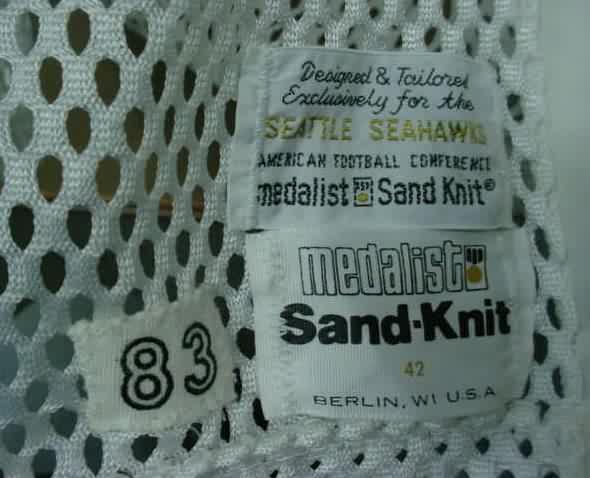 Designed & Tailored
Exclusively for the
SEATTLE SEAHAWKS
AMERICAN FOOTBALL CONFERENCE
medalist Sand Knit®
medalist
Sand-Knit
42
BERLIN, WI U.S.A
83